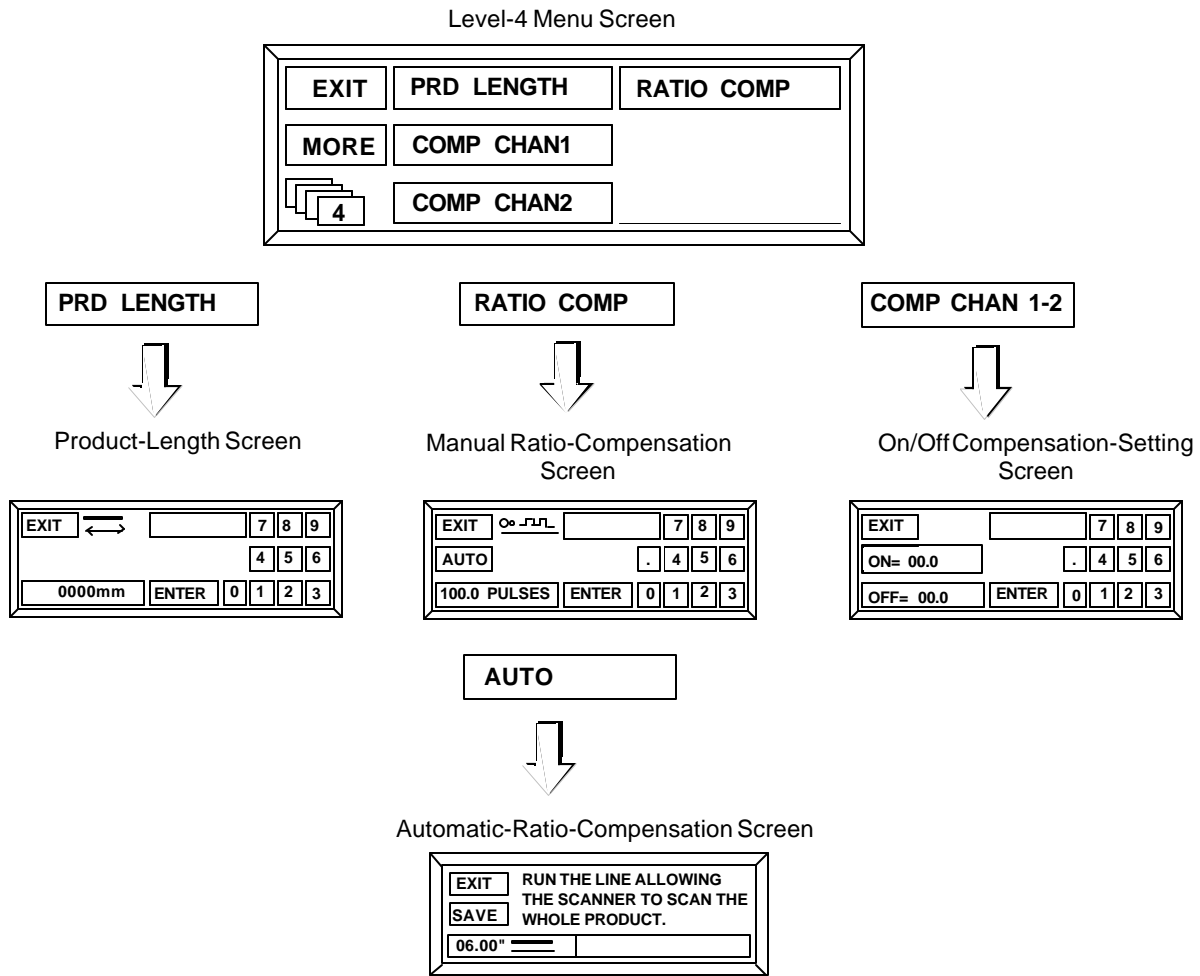 Level-4 Menu Screen
EXIT PRD LENGTH RATIO COMP
MORE COMP CHAN1
4 COMP CHAN2
PRD LENGTH
RATIO COMP
COMP CHAN 1-2
Product-Length Screen
EXIT 7 8 9
4 5 6
0000mm ENTER 0 1 2 3
Manual Ratio-Compensation
Screen
EXIT 7 8 9
AUTO . 4 5 6
100.0 PULSES ENTER 0 1 2 3
On/Off Compensation-Setting
Screen
EXIT 7 8 9
ON= 00.0 . 4 5 6
OFF= 00.0 ENTER 0 1 2 3
AUTO
Automatic-Ratio-Compensation Screen
EXIT RUN THE LINE ALLOWING
THE SCANNER TO SCAN THE
SAVE WHOLE PRODUCT.
06.00"